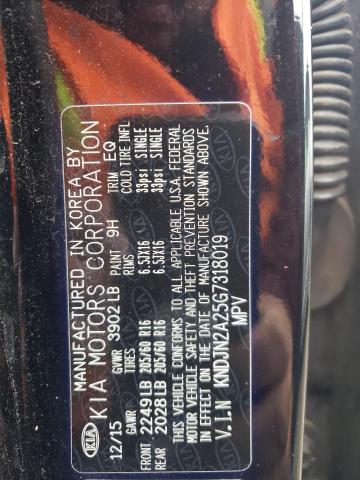 MANUFACTURED IN KOREA BY
KIA KIA MOTORS CORPORATION
12/15 GVWR 3902LB PAINT 9H TRIM EQ
GAWR TIRES RIMS COLD TIRE INFL
FRONT 2249LB 205/60 R16 6.5JX16 33psi SINGLE
REAR 2028LB 205/60 R16 6.5JX16 33psi SINGLE
THIS VEHICLE CONFORMS TO ALL APPLICABLE U.S.A. FEDERAL
MOTOR VEHICLE SAFETY AND THEFT PREVENTION STANDARDS
IN EFFECT ON THE DATE OF MANUFACTURE SHOWN ABOVE.
V.I.N KNDJN2A25G7318019
MPV